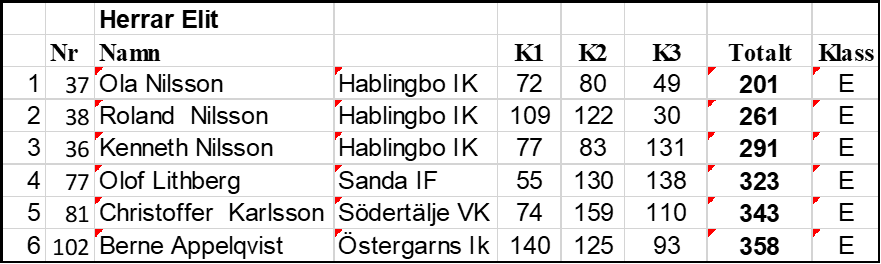 Herrar Elit
Nr Namn K1 K2 K3 Totalt Klass
1 37 Ola Nilsson Hablingbo IK 72 80 49 201 E
2 38 Roland  Nilsson Hablingbo IK 109 122 30 261 E
3 36 Kenneth Nilsson Hablingbo IK 77 83 131 291 E
4 77 Olof Lithberg Sanda IF 55 130 138 323 E
5 81 Christoffer  Karlsson Södertälje VK 74 159 110 343 E
6 102 Berne Appelqvist Östergarns Ik 140 125 93 358 E